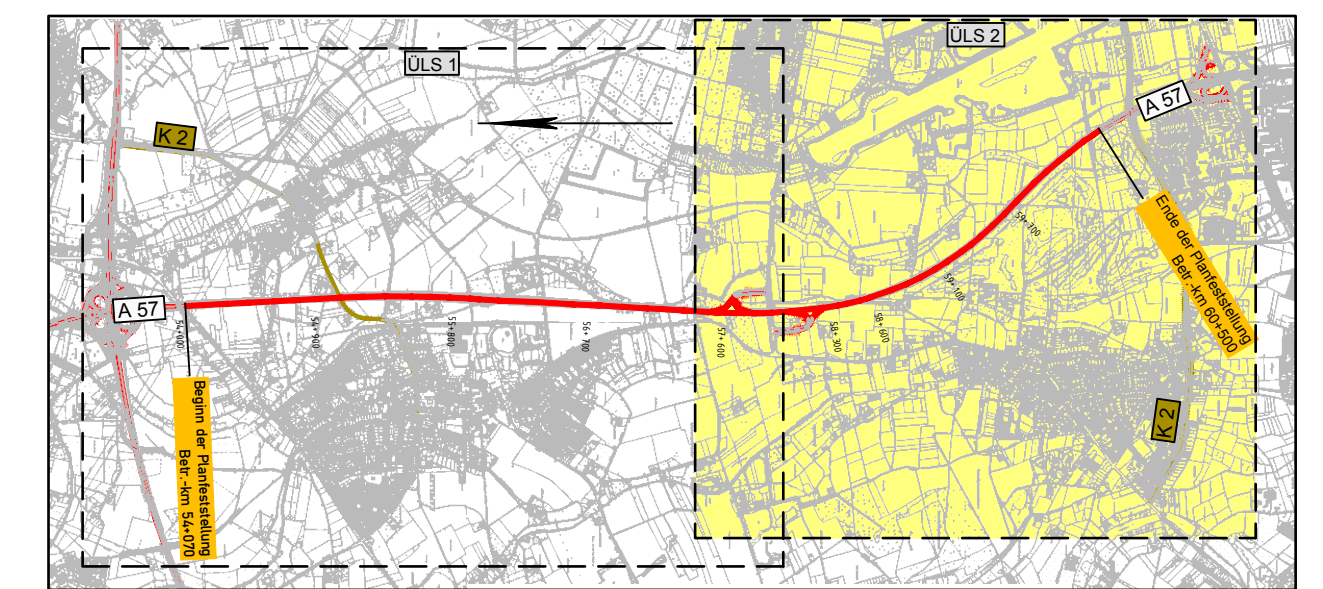 ÜLS 1
ÜLS 2
K 2
A 57
A 57
K 2
54+000
54+900
55+800
56+700
57+600
58+300
58+600
59+100
59+700
Beginn der Planfeststellung
Betr.-km 54+070
Ende der Planfeststellung
Betr.-km 60+500